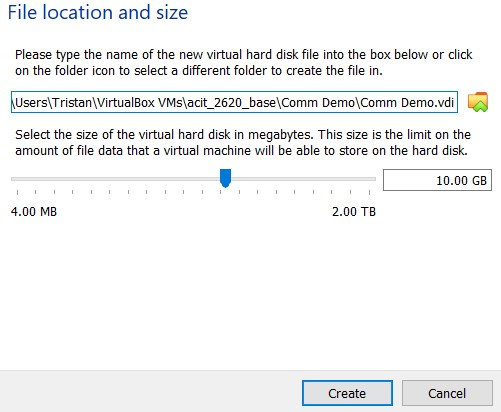 File location and size
Please type the name of the new virtual hard disk file into the box below or click
on the folder icon to select a different folder to create the file in.
\Users\Tristan\VirtualBox VMs\acit_2620_base\Comm Demo\Comm Demo.vdi
Select the size of the virtual hard disk in megabytes. This size is the limit on the
amount of file data that a virtual machine will be able to store on the hard disk.
10.00 GB
4.00 MB 2.00 TB
Create Cancel